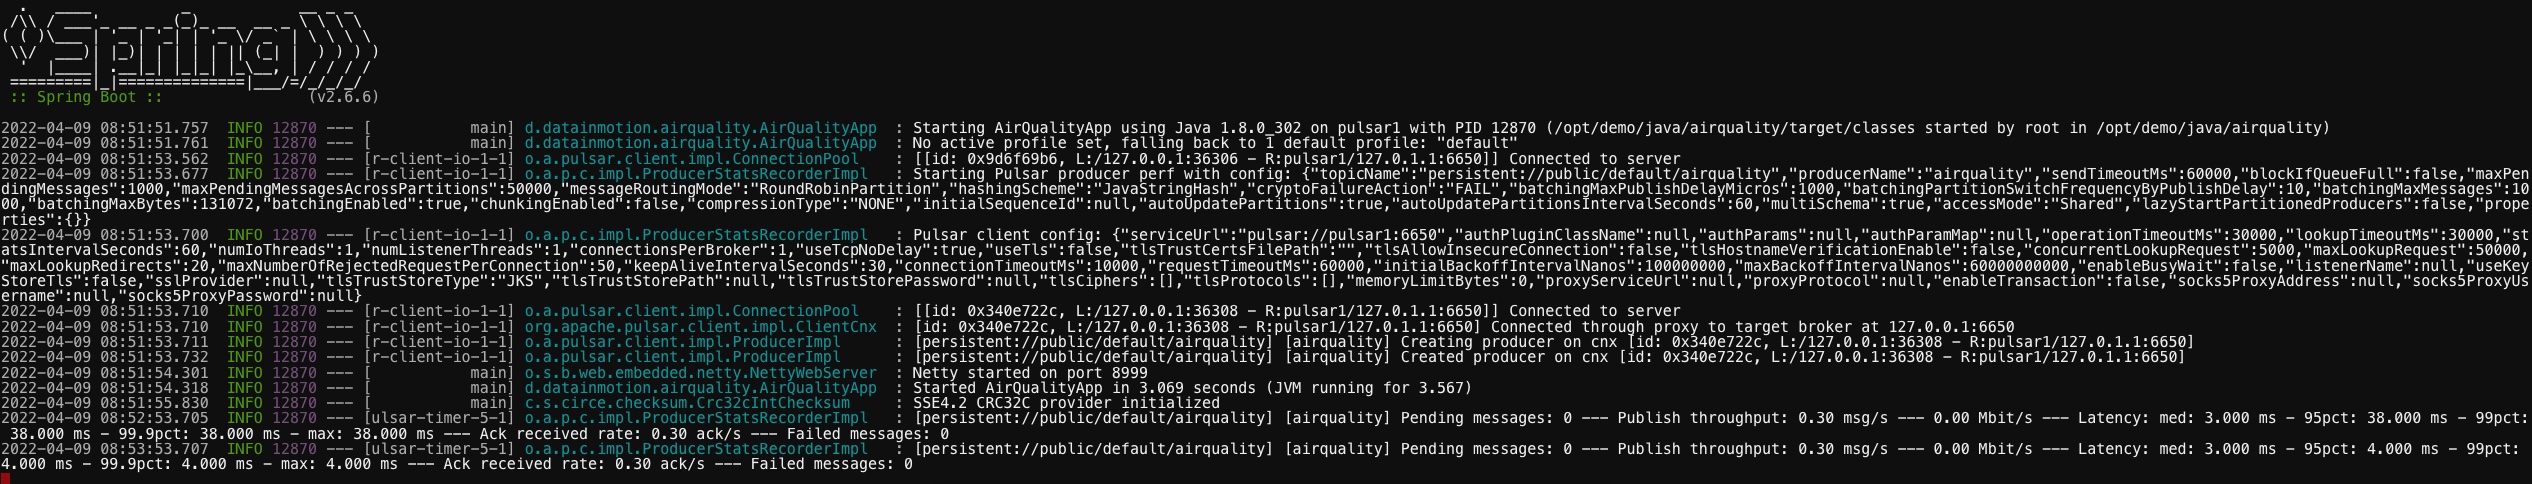 .   ____          _            __ _ _
 /\\ / ___'_ __ _ _(_)_ __  __ _ \ \ \ \
( ( )\___ | '_ | '_| | '_ \/ _` | \ \ \ \
 \\/  ___)| |_)| | | | | || (_| |  ) ) ) )
  '  |____| .__|_| |_|_| |_\__, | / / / /
 =========|_|==============|___/=/_/_/_/
 :: Spring Boot ::                (v2.6.6)
2022-04-09 08:51:51.757  INFO 12870 --- [           main] d.datainmotion.airquality.AirQualityApp  : Starting AirQualityApp using Java 1.8.0_302 on pulsar1 with PID 12870 (/opt/demo/java/airquality/target/classes started by root in /opt/demo/java/airquality)
2022-04-09 08:51:51.761  INFO 12870 --- [           main] d.datainmotion.airquality.AirQualityApp  : No active profile set, falling back to 1 default profile: "default"
2022-04-09 08:51:53.562  INFO 12870 --- [r-client-io-1-1] o.a.pulsar.client.impl.ConnectionPool    : [[id: 0x9d6f69b6, L:/127.0.0.1:36306 - R:pulsar1/127.0.1.1:6650]] Connected to server
2022-04-09 08:51:53.677  INFO 12870 --- [r-client-io-1-1] o.a.p.c.impl.ProducerStatsRecorderImpl   : Starting Pulsar producer perf with config: {"topicName":"persistent://public/default/airquality","producerName":"airquality","sendTimeoutMs":60000,"blockIfQueueFull":false,"maxPen
dingMessages":1000,"maxPendingMessagesAcrossPartitions":50000,"messageRoutingMode":"RoundRobinPartition","hashingScheme":"JavaStringHash","cryptoFailureAction":"FAIL","batchingMaxPublishDelayMicros":1000,"batchingPartitionSwitchFrequencyByPublishDelay":10,"batchingMaxMessages":10
00,"batchingMaxBytes":131072,"batchingEnabled":true,"chunkingEnabled":false,"compressionType":"NONE","initialSequenceId":null,"autoUpdatePartitions":true,"autoUpdatePartitionsIntervalSeconds":60,"multiSchema":true,"accessMode":"Shared","lazyStartPartitionedProducers":false,"prope
rties":{}}
2022-04-09 08:51:53.700  INFO 12870 --- [r-client-io-1-1] o.a.p.c.impl.ProducerStatsRecorderImpl   : Pulsar client config: {"serviceUrl":"pulsar://pulsar1:6650","authPluginClassName":null,"authParams":null,"authParamMap":null,"operationTimeoutMs":30000,"lookupTimeoutMs":30000,"st
atsIntervalSeconds":60,"numIoThreads":1,"numListenerThreads":1,"connectionsPerBroker":1,"useTcpNoDelay":true,"useTls":false,"tlsTrustCertsFilePath":"","tlsAllowInsecureConnection":false,"tlsHostnameVerificationEnable":false,"concurrentLookupRequest":5000,"maxLookupRequest":50000,
"maxLookupRedirects":20,"maxNumberOfRejectedRequestPerConnection":50,"keepAliveIntervalSeconds":30,"connectionTimeoutMs":10000,"requestTimeoutMs":60000,"initialBackoffIntervalNanos":100000000,"maxBackoffIntervalNanos":60000000000,"enableBusyWait":false,"listenerName":null,"useKey
StoreTls":false,"sslProvider":null,"tlsTrustStoreType":"JKS","tlsTrustStorePath":null,"tlsTrustStorePassword":null,"tlsCiphers":[],"tlsProtocols":[],"memoryLimitBytes":0,"proxyServiceUrl":null,"proxyProtocol":null,"enableTransaction":false,"socks5ProxyAddress":null,"socks5ProxyUs
ername":null,"socks5ProxyPassword":null}
2022-04-09 08:51:53.710  INFO 12870 --- [r-client-io-1-1] o.a.pulsar.client.impl.ConnectionPool    : [[id: 0x340e722c, L:/127.0.0.1:36308 - R:pulsar1/127.0.1.1:6650]] Connected to server
2022-04-09 08:51:53.710  INFO 12870 --- [r-client-io-1-1] org.apache.pulsar.client.impl.ClientCnx  : [id: 0x340e722c, L:/127.0.0.1:36308 - R:pulsar1/127.0.1.1:6650] Connected through proxy to target broker at 127.0.0.1:6650
2022-04-09 08:51:53.711  INFO 12870 --- [r-client-io-1-1] o.a.pulsar.client.impl.ProducerImpl      : [persistent://public/default/airquality] [airquality] Creating producer on cnx [id: 0x340e722c, L:/127.0.0.1:36308 - R:pulsar1/127.0.1.1:6650]
2022-04-09 08:51:53.732  INFO 12870 --- [r-client-io-1-1] o.a.pulsar.client.impl.ProducerImpl      : [persistent://public/default/airquality] [airquality] Created producer on cnx [id: 0x340e722c, L:/127.0.0.1:36308 - R:pulsar1/127.0.1.1:6650]
2022-04-09 08:51:54.301  INFO 12870 --- [           main] o.s.b.web.embedded.netty.NettyWebServer  : Netty started on port 8999
2022-04-09 08:51:54.318  INFO 12870 --- [           main] d.datainmotion.airquality.AirQualityApp  : Started AirQualityApp in 3.069 seconds (JVM running for 3.567)
2022-04-09 08:51:55.830  INFO 12870 --- [           main] c.s.circe.checksum.Crc32cIntChecksum     : SSE4.2 CRC32C provider initialized
2022-04-09 08:52:53.705  INFO 12870 --- [ulsar-timer-5-1] o.a.p.c.impl.ProducerStatsRecorderImpl   : [persistent://public/default/airquality] [airquality] Pending messages: 0 --- Publish throughput: 0.30 msg/s --- 0.00 Mbit/s --- Latency: med: 3.000 ms - 95pct: 38.000 ms - 99pct:
 38.000 ms - 99.9pct: 38.000 ms - max: 38.000 ms --- Ack received rate: 0.30 ack/s --- Failed messages: 0
2022-04-09 08:53:53.707  INFO 12870 --- [ulsar-timer-5-1] o.a.p.c.impl.ProducerStatsRecorderImpl   : [persistent://public/default/airquality] [airquality] Pending messages: 0 --- Publish throughput: 0.30 msg/s --- 0.00 Mbit/s --- Latency: med: 3.000 ms - 95pct: 4.000 ms - 99pct:
4.000 ms - 99.9pct: 4.000 ms - max: 4.000 ms --- Ack received rate: 0.30 ack/s --- Failed messages: 0